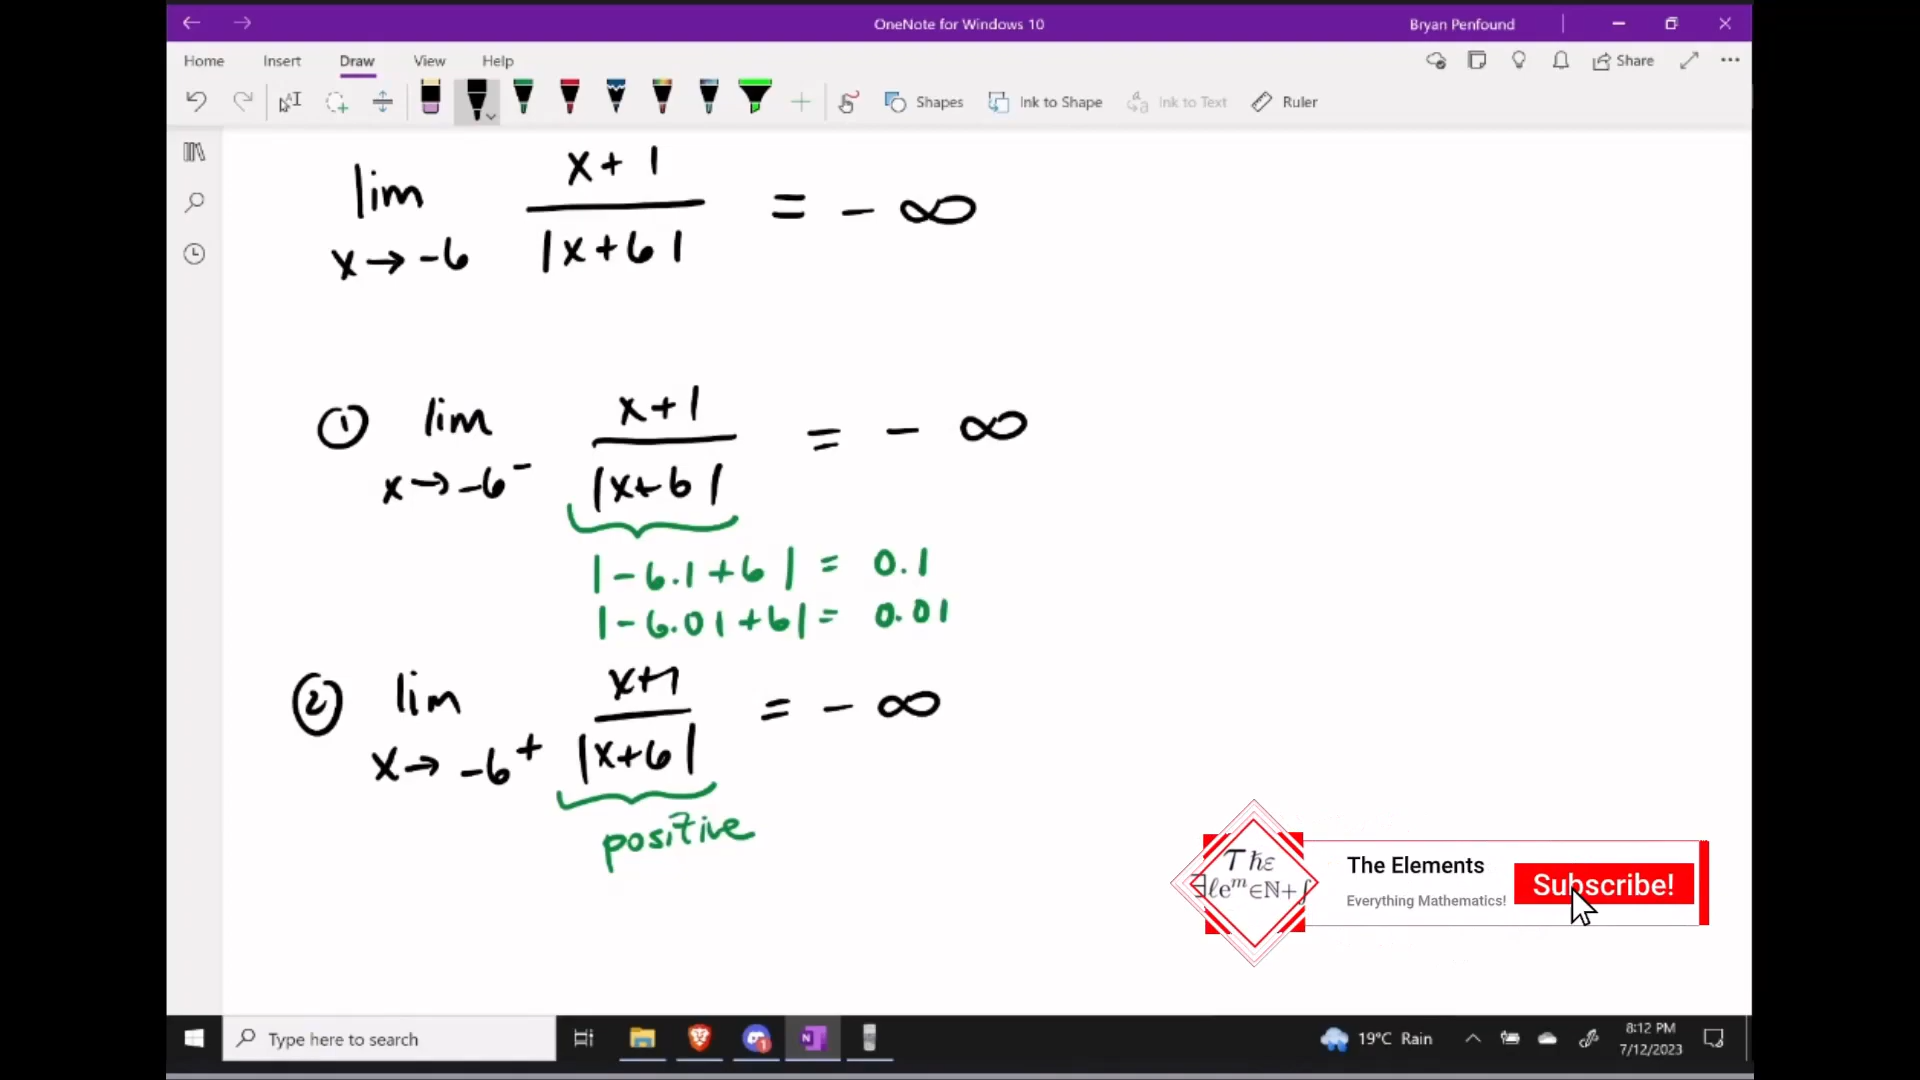 OneNote for Windows 10 Bryan Penfound
Home Insert Draw View Help Share
Shapes Ink to Shape Ink to Text Ruler
lim x→-6 x+1 / |x+6| = -∞
① lim x→-6⁻ x+1 / |x+6| = -∞
|-6.1+6| = 0.1
|-6.01+6| = 0.01
② lim x→-6⁺ x+1 / |x+6| = -∞
positive
Tħε
∃ℓeᵐ∈ℕ+∫
The Elements
Everything Mathematics!
Subscribe!
Type here to search
19°C Rain
8:12 PM
7/12/2023